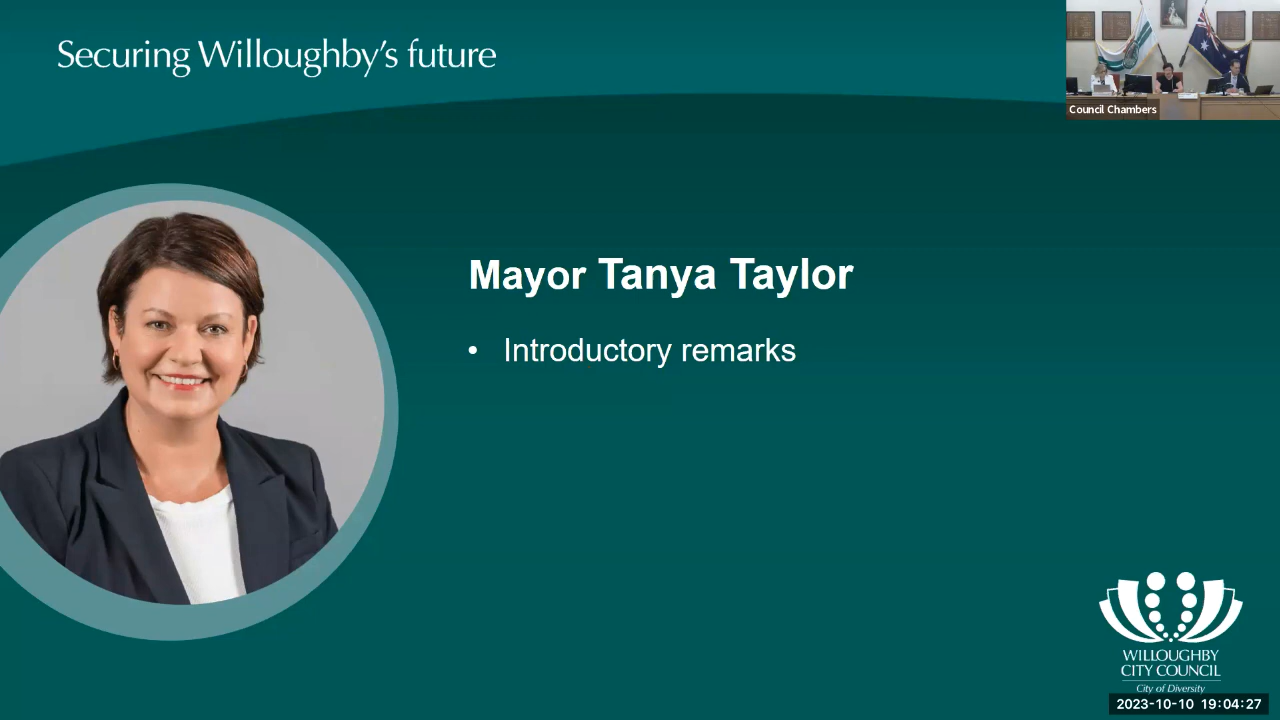 Securing Willoughby's future
Council Chambers
Mayor Tanya Taylor
• Introductory remarks
WILLOUGHBY
CITY COUNCIL
City of Diversity
2023-10-10 19:04:27